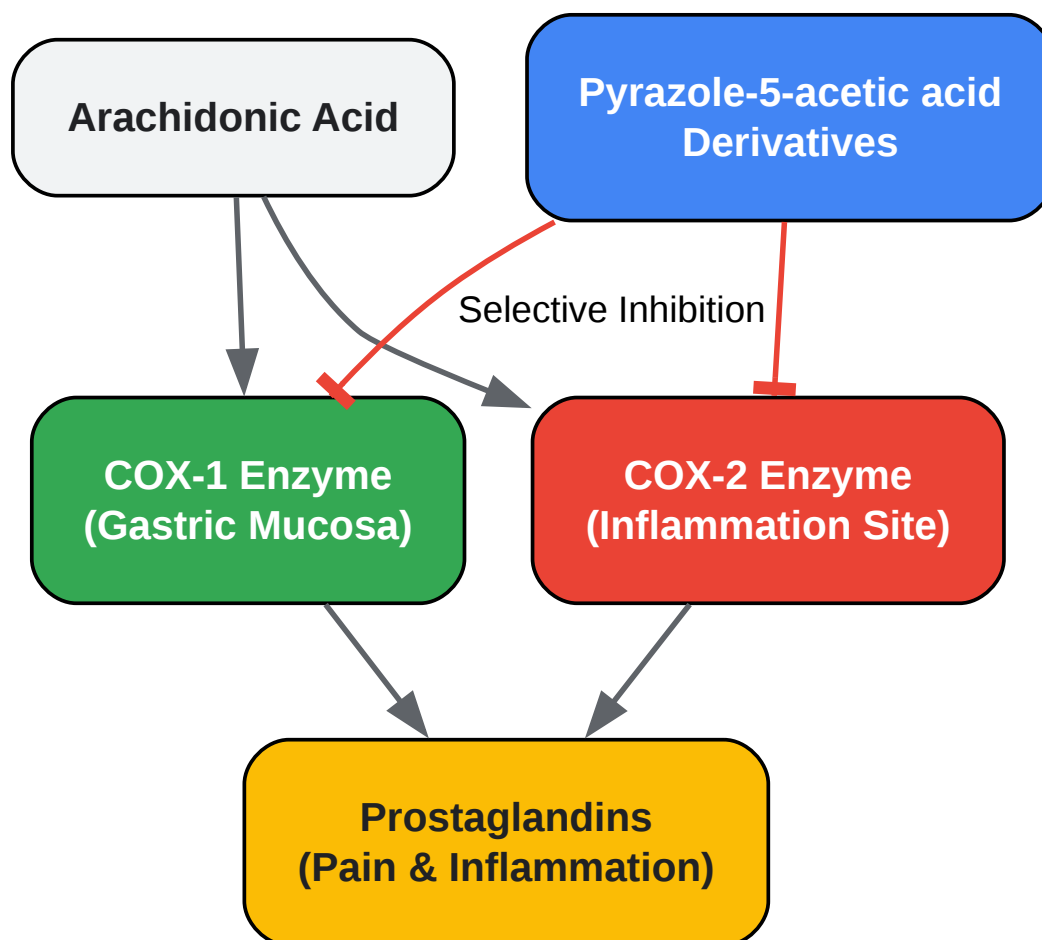 Arachidonic Acid
Pyrazole-5-acetic acid
Derivatives
Selective Inhibition
COX-1 Enzyme
(Gastric Mucosa)
COX-2 Enzyme
(Inflammation Site)
Prostaglandins
(Pain & Inflammation)